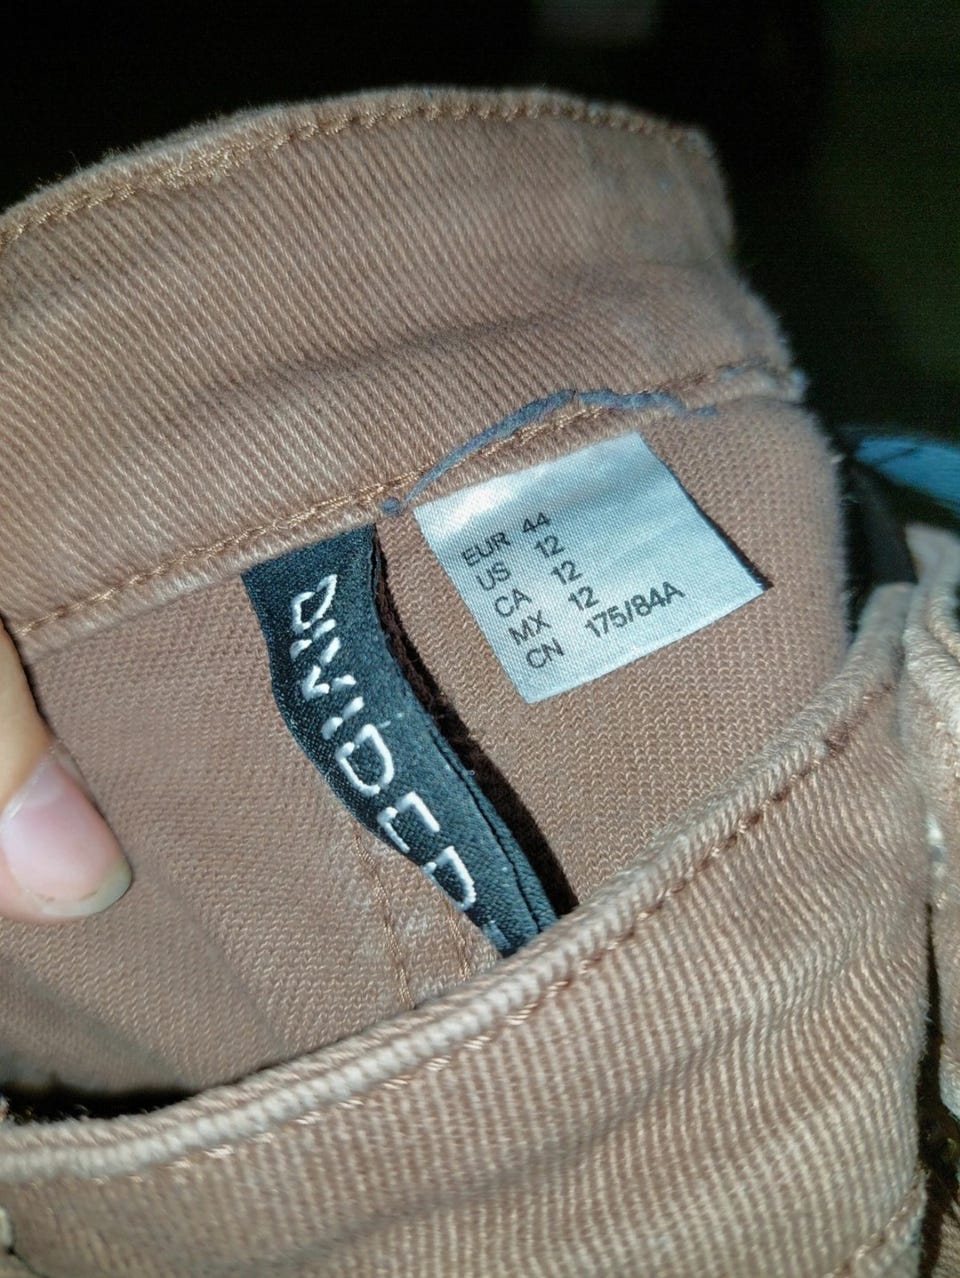 DIVIDED
EUR 44
US 12
CA 12
MX 12
CN 175/84A